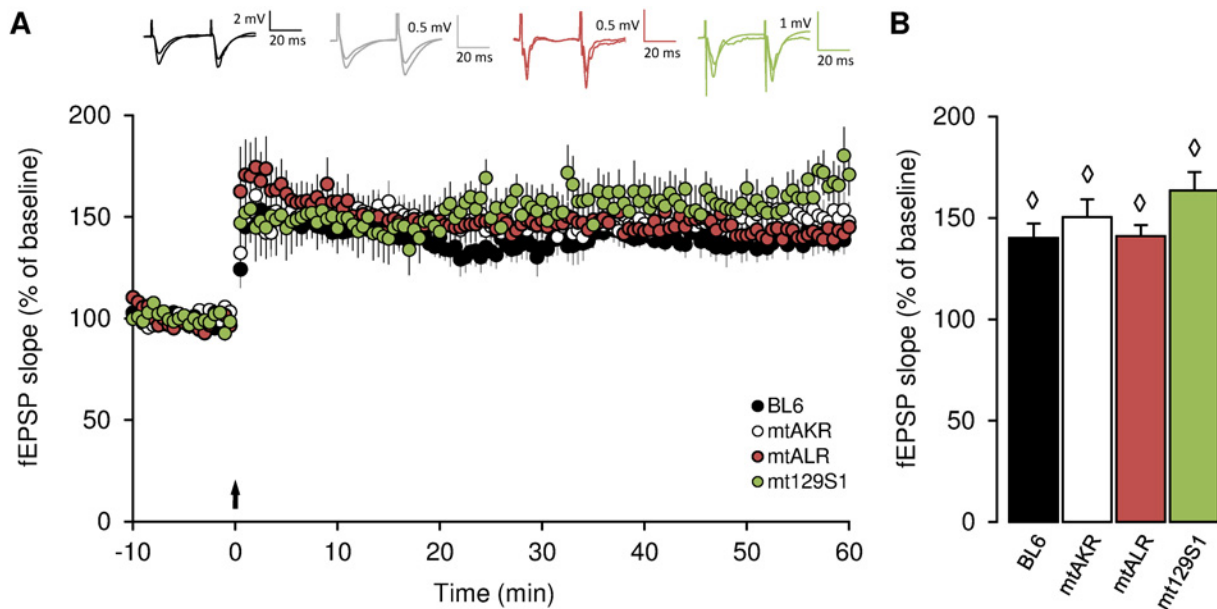 A
2 mV
20 ms
0.5 mV
20 ms
0.5 mV
20 ms
1 mV
20 ms
B
fEPSP slope (% of baseline)
200
150
100
50
0
-10
0
10
20
30
40
50
60
Time (min)
BL6
mtAKR
mtALR
mt129S1
fEPSP slope (% of baseline)
200
150
100
50
0
BL6
mtAKR
mtALR
mt129S1